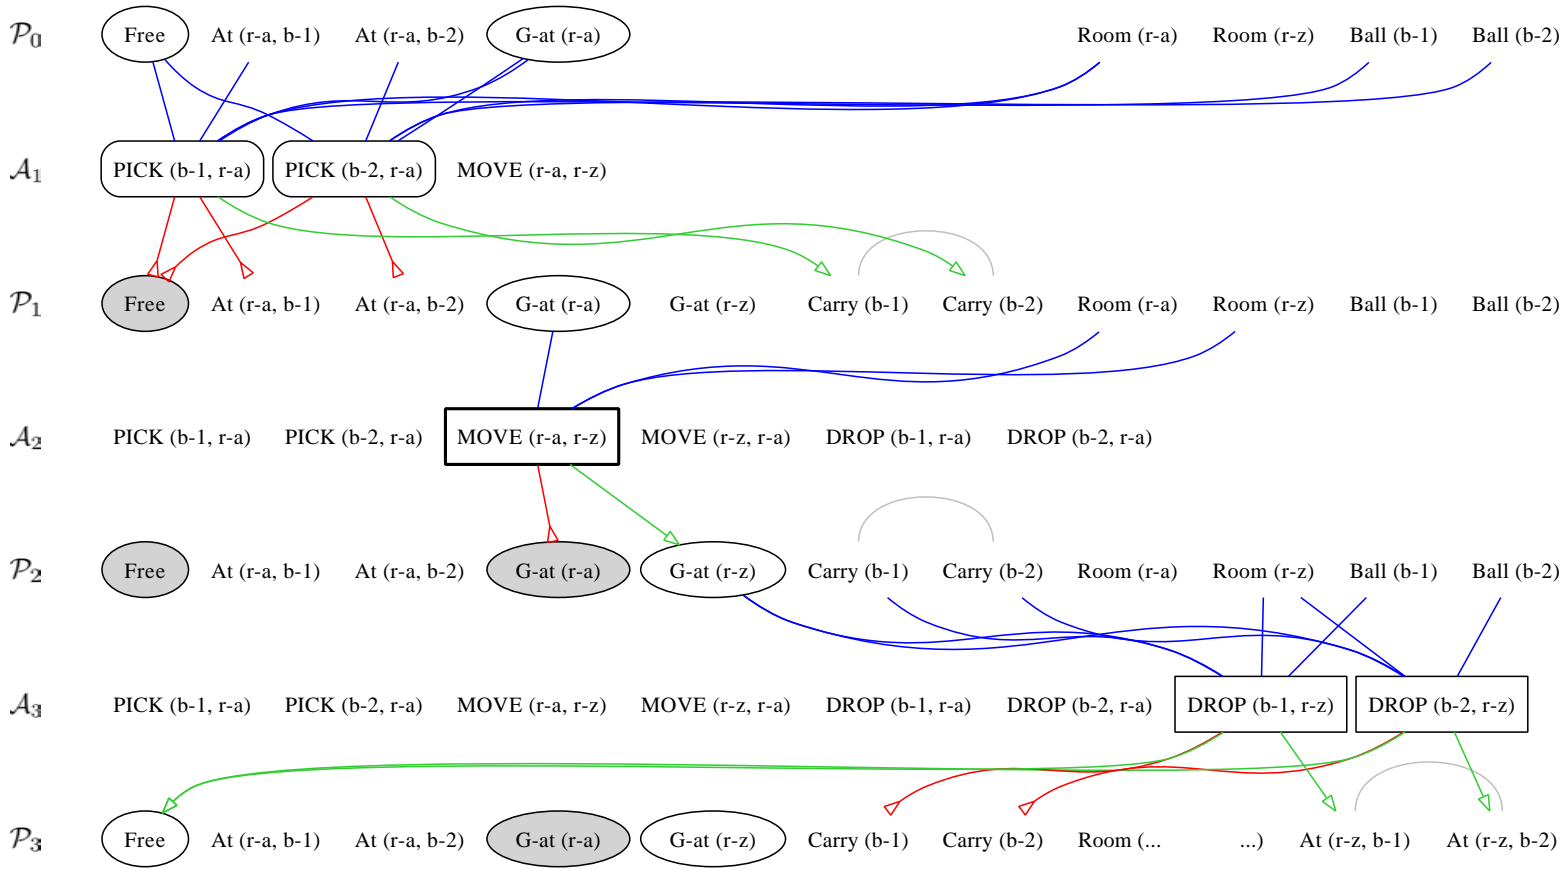 𝒫₀ Free At (r-a, b-1) At (r-a, b-2) G-at (r-a) Room (r-a) Room (r-z) Ball (b-1) Ball (b-2)
𝒜₁ PICK (b-1, r-a) PICK (b-2, r-a) MOVE (r-a, r-z)
𝒫₁ Free At (r-a, b-1) At (r-a, b-2) G-at (r-a) G-at (r-z) Carry (b-1) Carry (b-2) Room (r-a) Room (r-z) Ball (b-1) Ball (b-2)
𝒜₂ PICK (b-1, r-a) PICK (b-2, r-a) MOVE (r-a, r-z) MOVE (r-z, r-a) DROP (b-1, r-a) DROP (b-2, r-a)
𝒫₂ Free At (r-a, b-1) At (r-a, b-2) G-at (r-a) G-at (r-z) Carry (b-1) Carry (b-2) Room (r-a) Room (r-z) Ball (b-1) Ball (b-2)
𝒜₃ PICK (b-1, r-a) PICK (b-2, r-a) MOVE (r-a, r-z) MOVE (r-z, r-a) DROP (b-1, r-a) DROP (b-2, r-a) DROP (b-1, r-z) DROP (b-2, r-z)
𝒫₃ Free At (r-a, b-1) At (r-a, b-2) G-at (r-a) G-at (r-z) Carry (b-1) Carry (b-2) Room (... ...) At (r-z, b-1) At (r-z, b-2)